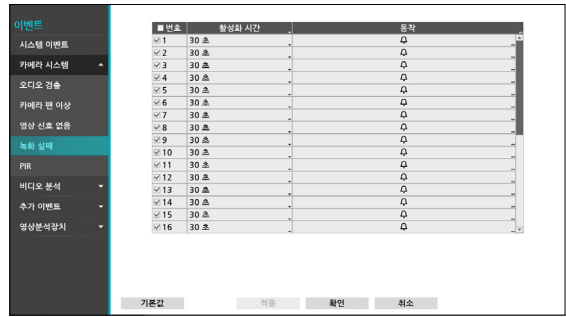 이벤트
시스템 이벤트
카메라 시스템
오디오 검출
카메라 팬 이상
영상 신호 없음
녹화 실패
PIR
비디오 분석
추가 이벤트
영상분석장치
번호 활성화 시간 동작
1 30 초
2 30 초
3 30 초
4 30 초
5 30 초
6 30 초
7 30 초
8 30 초
9 30 초
10 30 초
11 30 초
12 30 초
13 30 초
14 30 초
15 30 초
16 30 초
기본값 적용 확인 취소